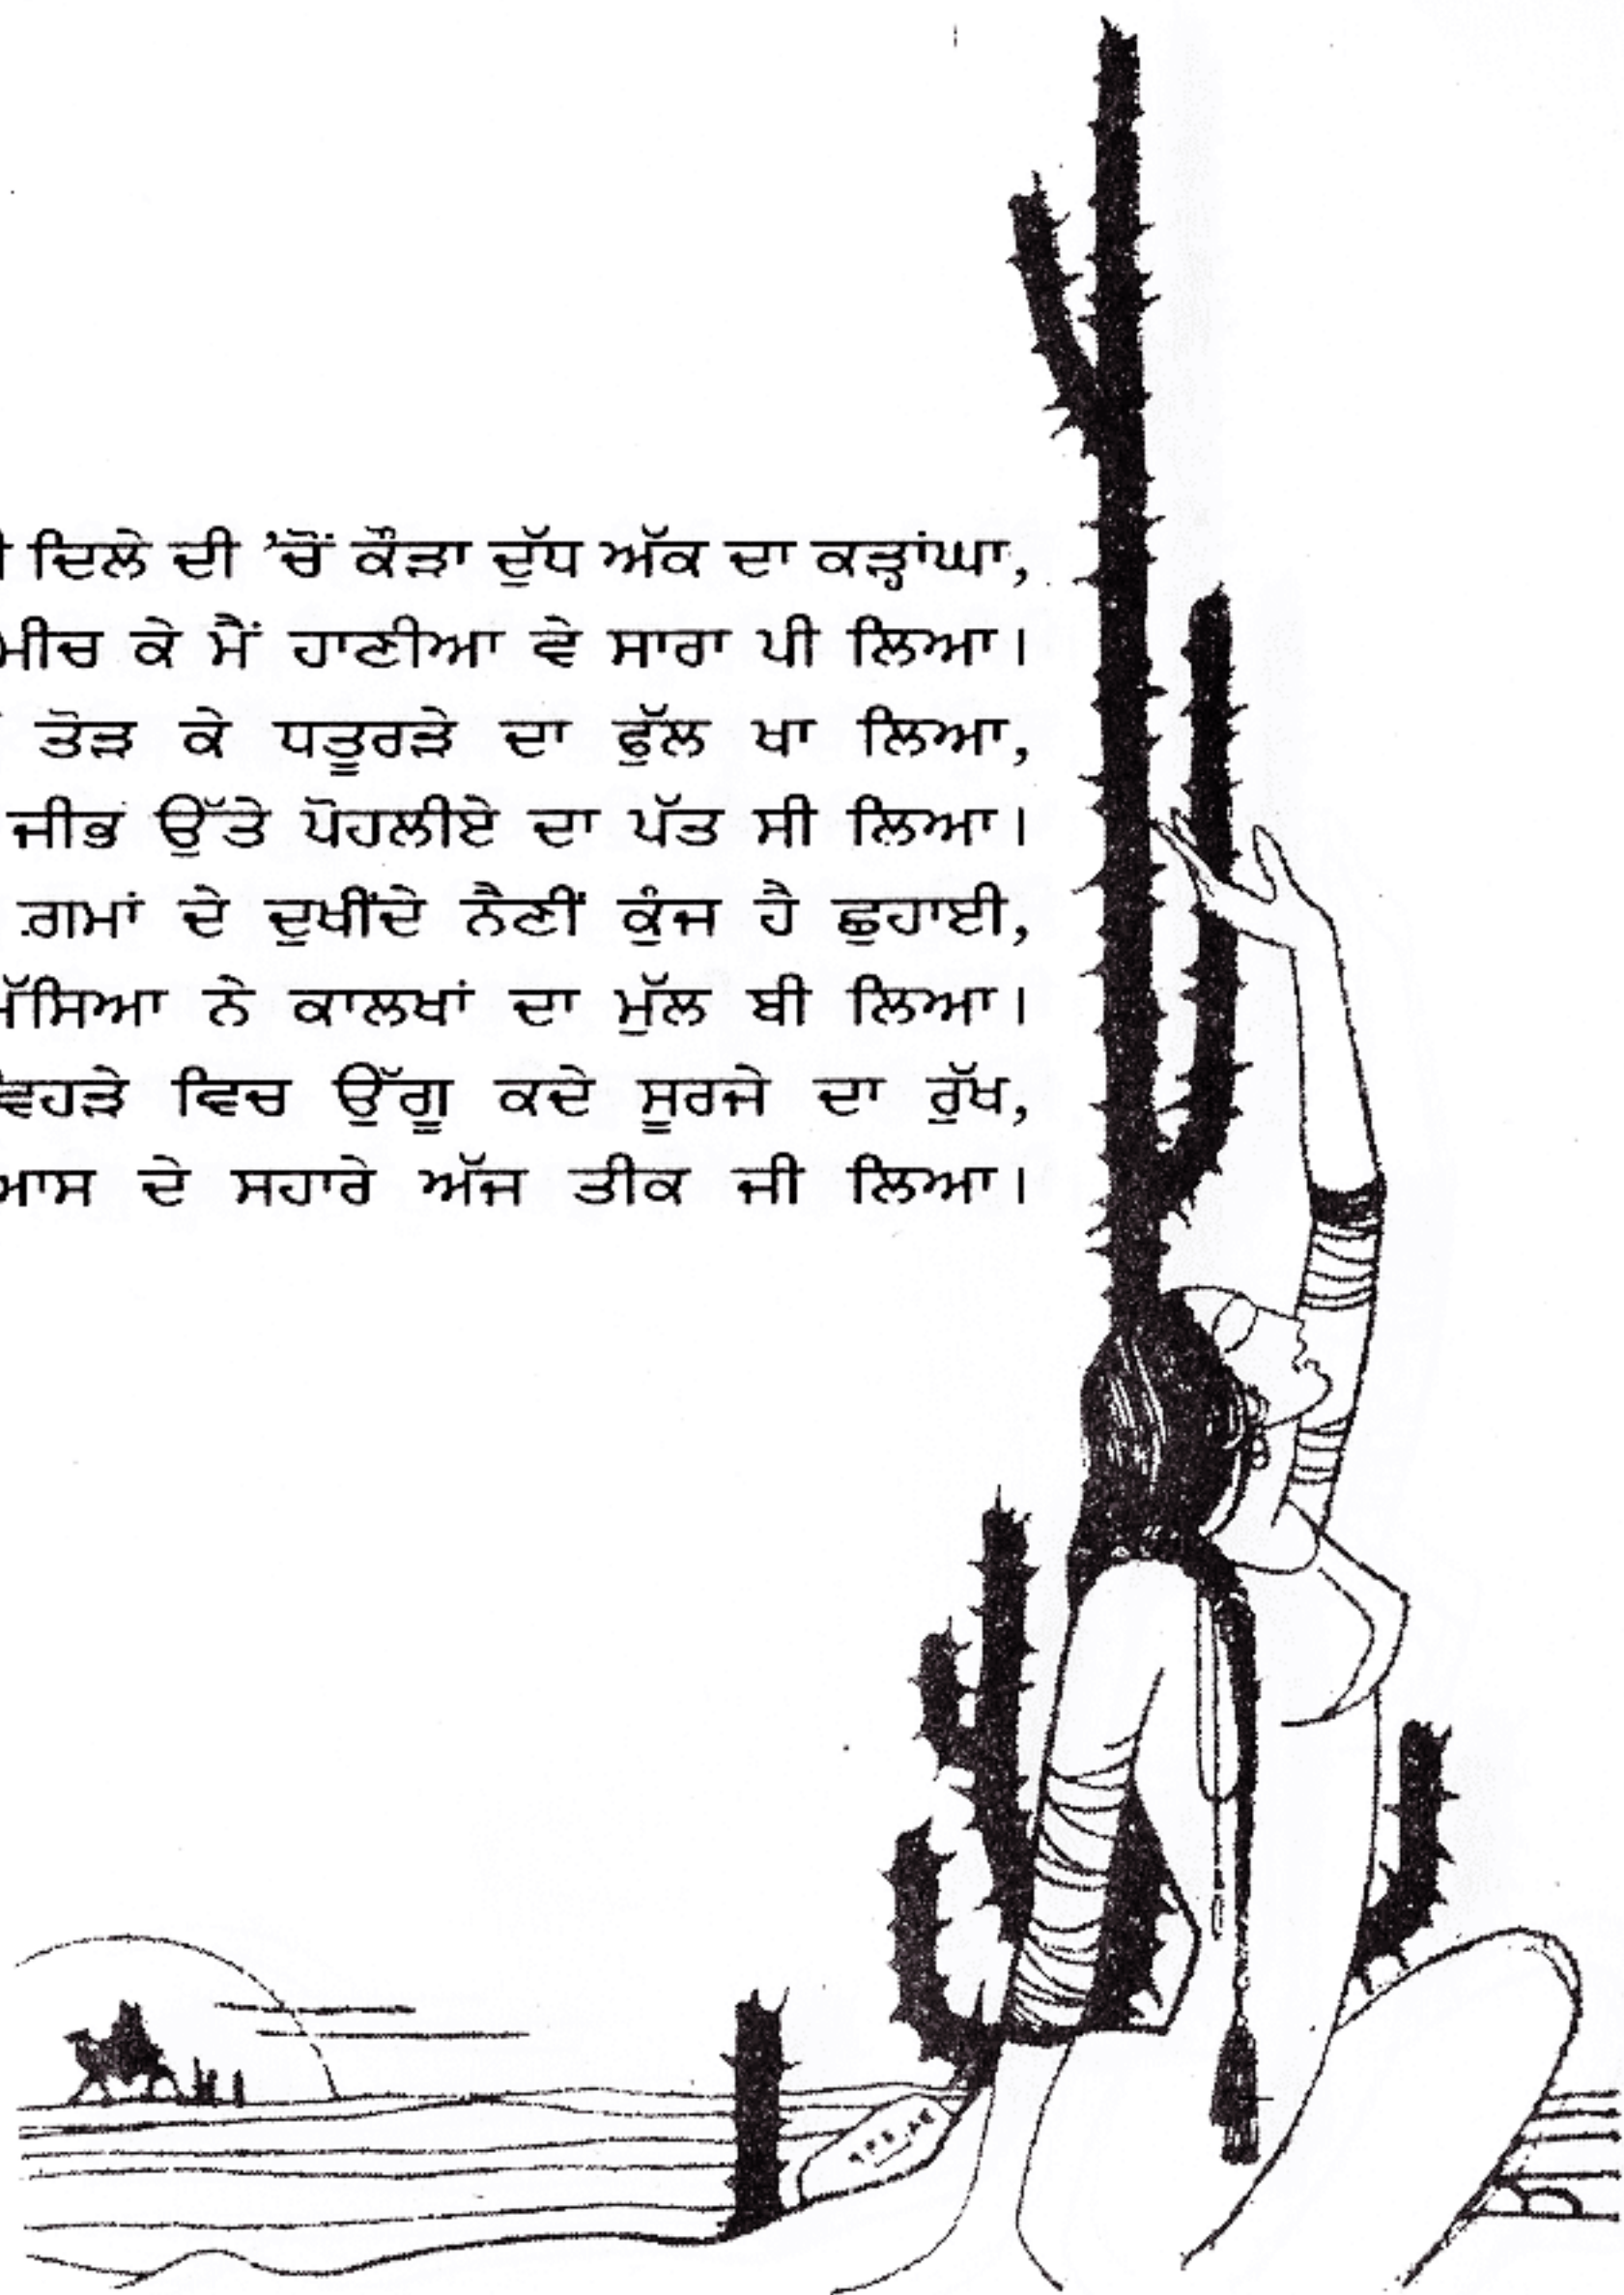 ਦਿਲੇ ਦੀ ’ਚੋਂ ਕੌੜਾ ਦੁੱਧ ਅੱਕ ਦਾ ਕੜ੍ਹਾਂਘਾ,
ਮੀਚ ਕੇ ਮੈਂ ਹਾਣੀਆ ਵੇ ਸਾਰਾ ਪੀ ਲਿਆ।
ਤੋੜ ਕੇ ਧਤੂਰੜੇ ਦਾ ਫੁੱਲ ਖਾ ਲਿਆ,
ਜੀਭ ਉੱਤੇ ਪੋਹਲੀਏ ਦਾ ਪੱਤ ਸੀ ਲਿਆ।
ਗ਼ਮਾਂ ਦੇ ਦੁਖੀਂਦੇ ਨੈਣੀਂ ਕੁੰਜ ਹੈ ਛੁਹਾਈ,
ਮੱਸਿਆ ਨੇ ਕਾਲਖਾਂ ਦਾ ਮੁੱਲ ਬੀ ਲਿਆ।
ਵਿਹੜੇ ਵਿਚ ਉੱਗੂ ਕਦੇ ਸੂਰਜੇ ਦਾ ਰੁੱਖ,
ਆਸ ਦੇ ਸਹਾਰੇ ਅੱਜ ਤੀਕ ਜੀ ਲਿਆ।